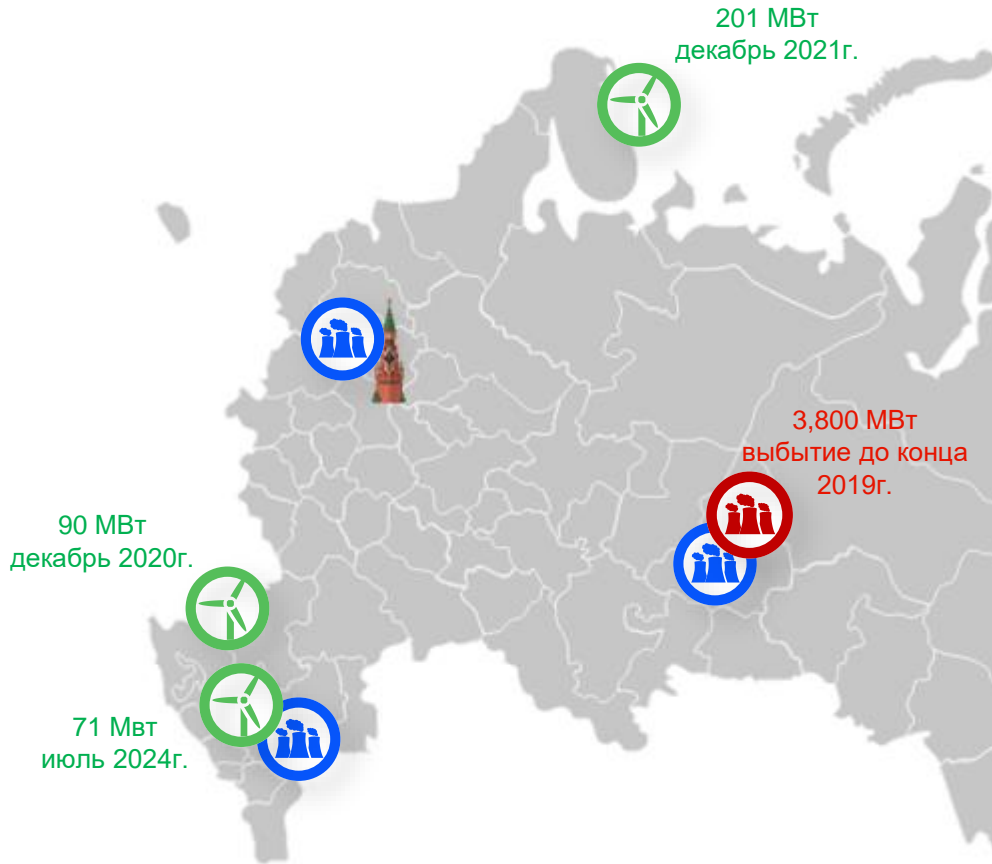 201 МВт
декабрь 2021г.
3,800 МВт
выбытие до конца
2019г.
90 МВт
декабрь 2020г.
71 Мвт
июль 2024г.